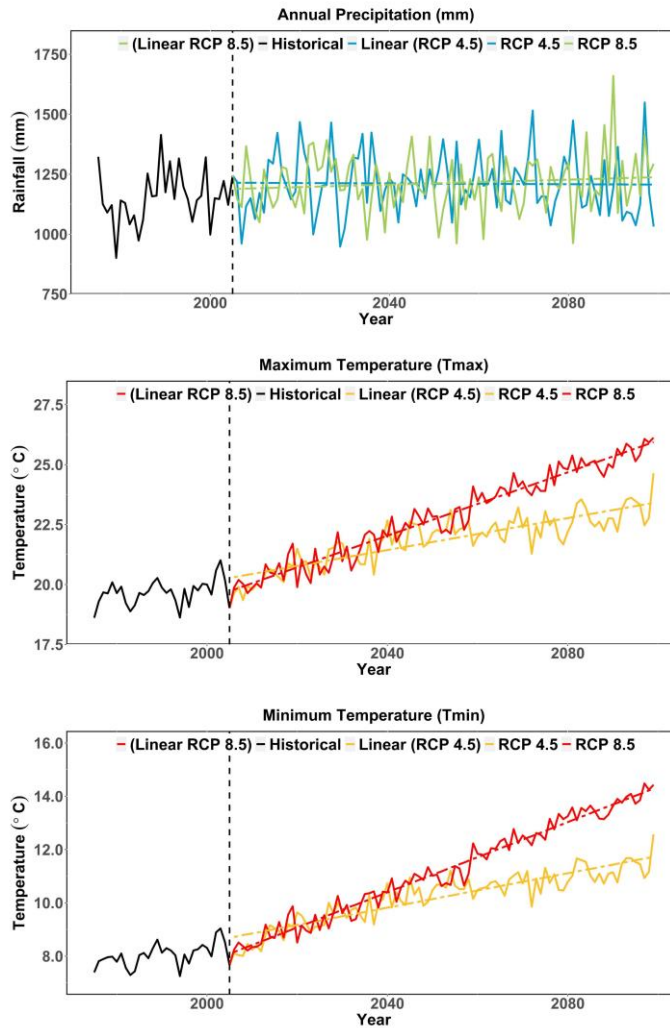 Annual Precipitation (mm)
(Linear RCP 8.5) Historical Linear (RCP 4.5) RCP 4.5 RCP 8.5
1750
1500
1250
1000
750
Rainfall (mm)
2000 2040 2080
Year
Maximum Temperature (Tmax)
(Linear RCP 8.5) Historical Linear (RCP 4.5) RCP 4.5 RCP 8.5
27.5
25.0
22.5
20.0
17.5
Temperature (° C)
2000 2040 2080
Year
Minimum Temperature (Tmin)
(Linear RCP 8.5) Historical Linear (RCP 4.5) RCP 4.5 RCP 8.5
16.0
14.0
12.0
10.0
8.0
Temperature (° C)
2000 2040 2080
Year